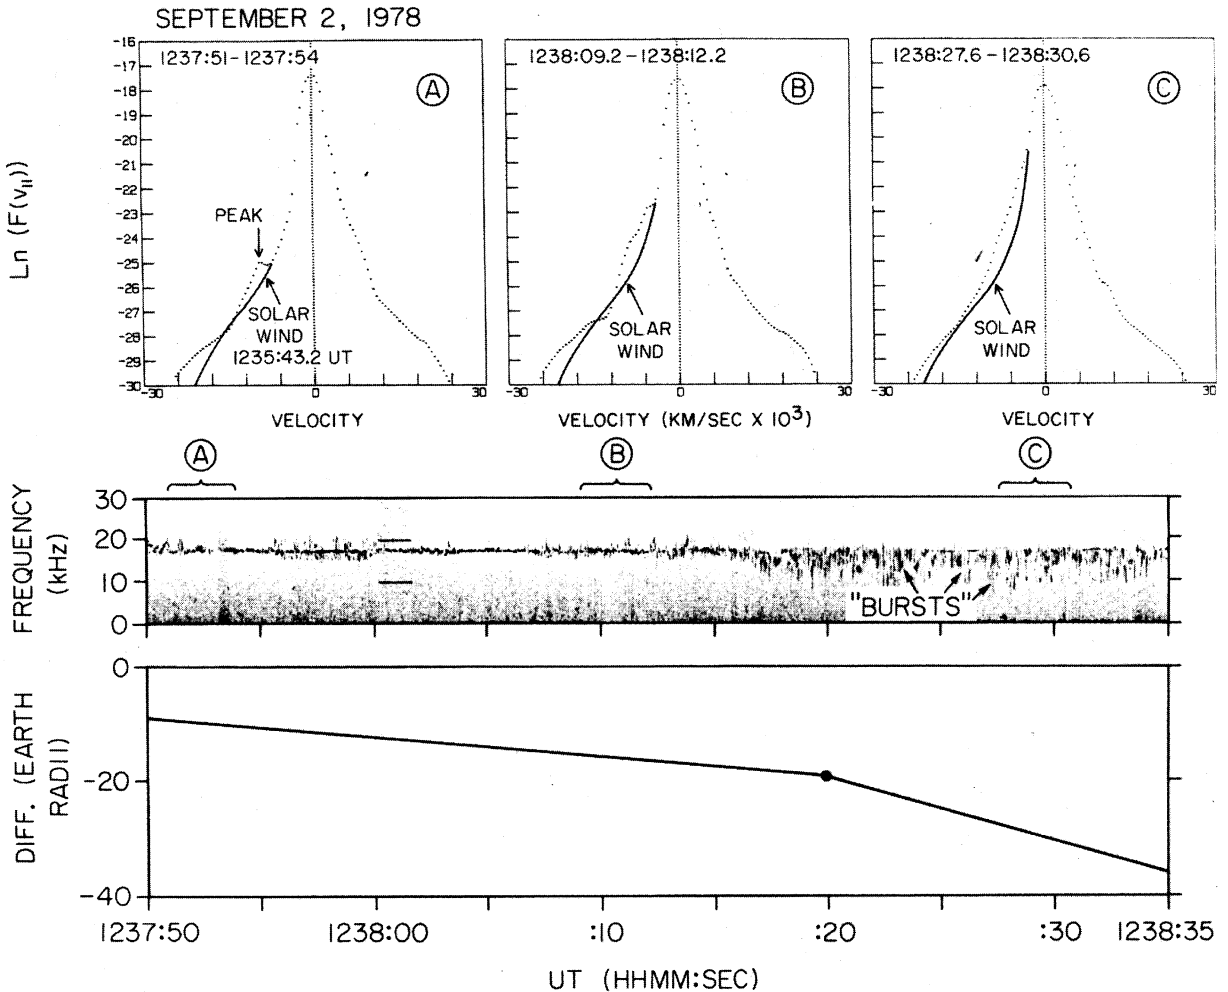 SEPTEMBER 2, 1978
1237:51-1237:54
A
1238:09.2-1238:12.2
B
1238:27.6-1238:30.6
C
Ln (F(v||))
-16
-17
-18
-19
-20
-21
-22
-23
-24
-25
-26
-27
-28
-29
-30
PEAK
SOLAR
WIND
1235:43.2 UT
SOLAR
WIND
SOLAR
WIND
-30
0
30
-30
0
30
-30
0
30
VELOCITY
VELOCITY (KM/SEC X 10³)
VELOCITY
A
B
C
FREQUENCY
(kHz)
30
20
10
0
"BURSTS"
DIFF. (EARTH
RADII)
0
-20
-40
1237:50
1238:00
:10
:20
:30
1238:35
UT (HHMM:SEC)